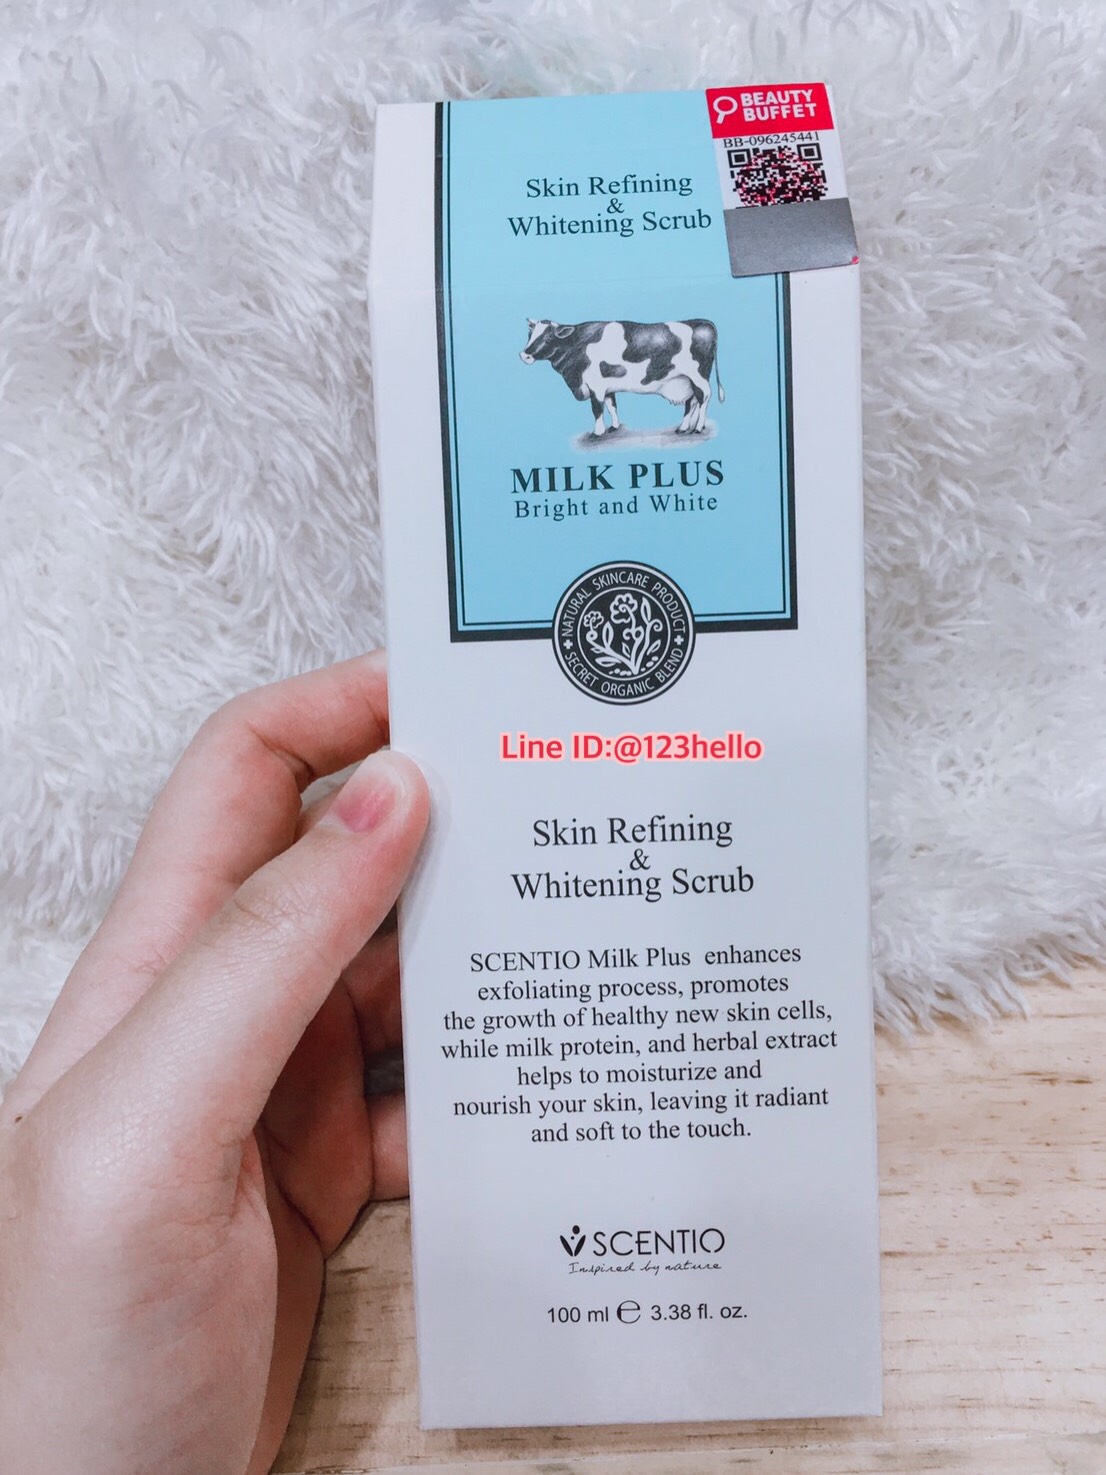 BEAUTY
BUFFET
BB-096245441
Skin Refining
&
Whitening Scrub
MILK PLUS
Bright and White
NATURAL SKINCARE PRODUCT
SECRET ORGANIC BLEND
Line ID:@123hello
Skin Refining
&
Whitening Scrub
SCENTIO Milk Plus enhances
exfoliating process, promotes
the growth of healthy new skin cells,
while milk protein, and herbal extract
helps to moisturize and
nourish your skin, leaving it radiant
and soft to the touch.
SCENTIO
Inspired by nature
100 ml ℮ 3.38 fl. oz.